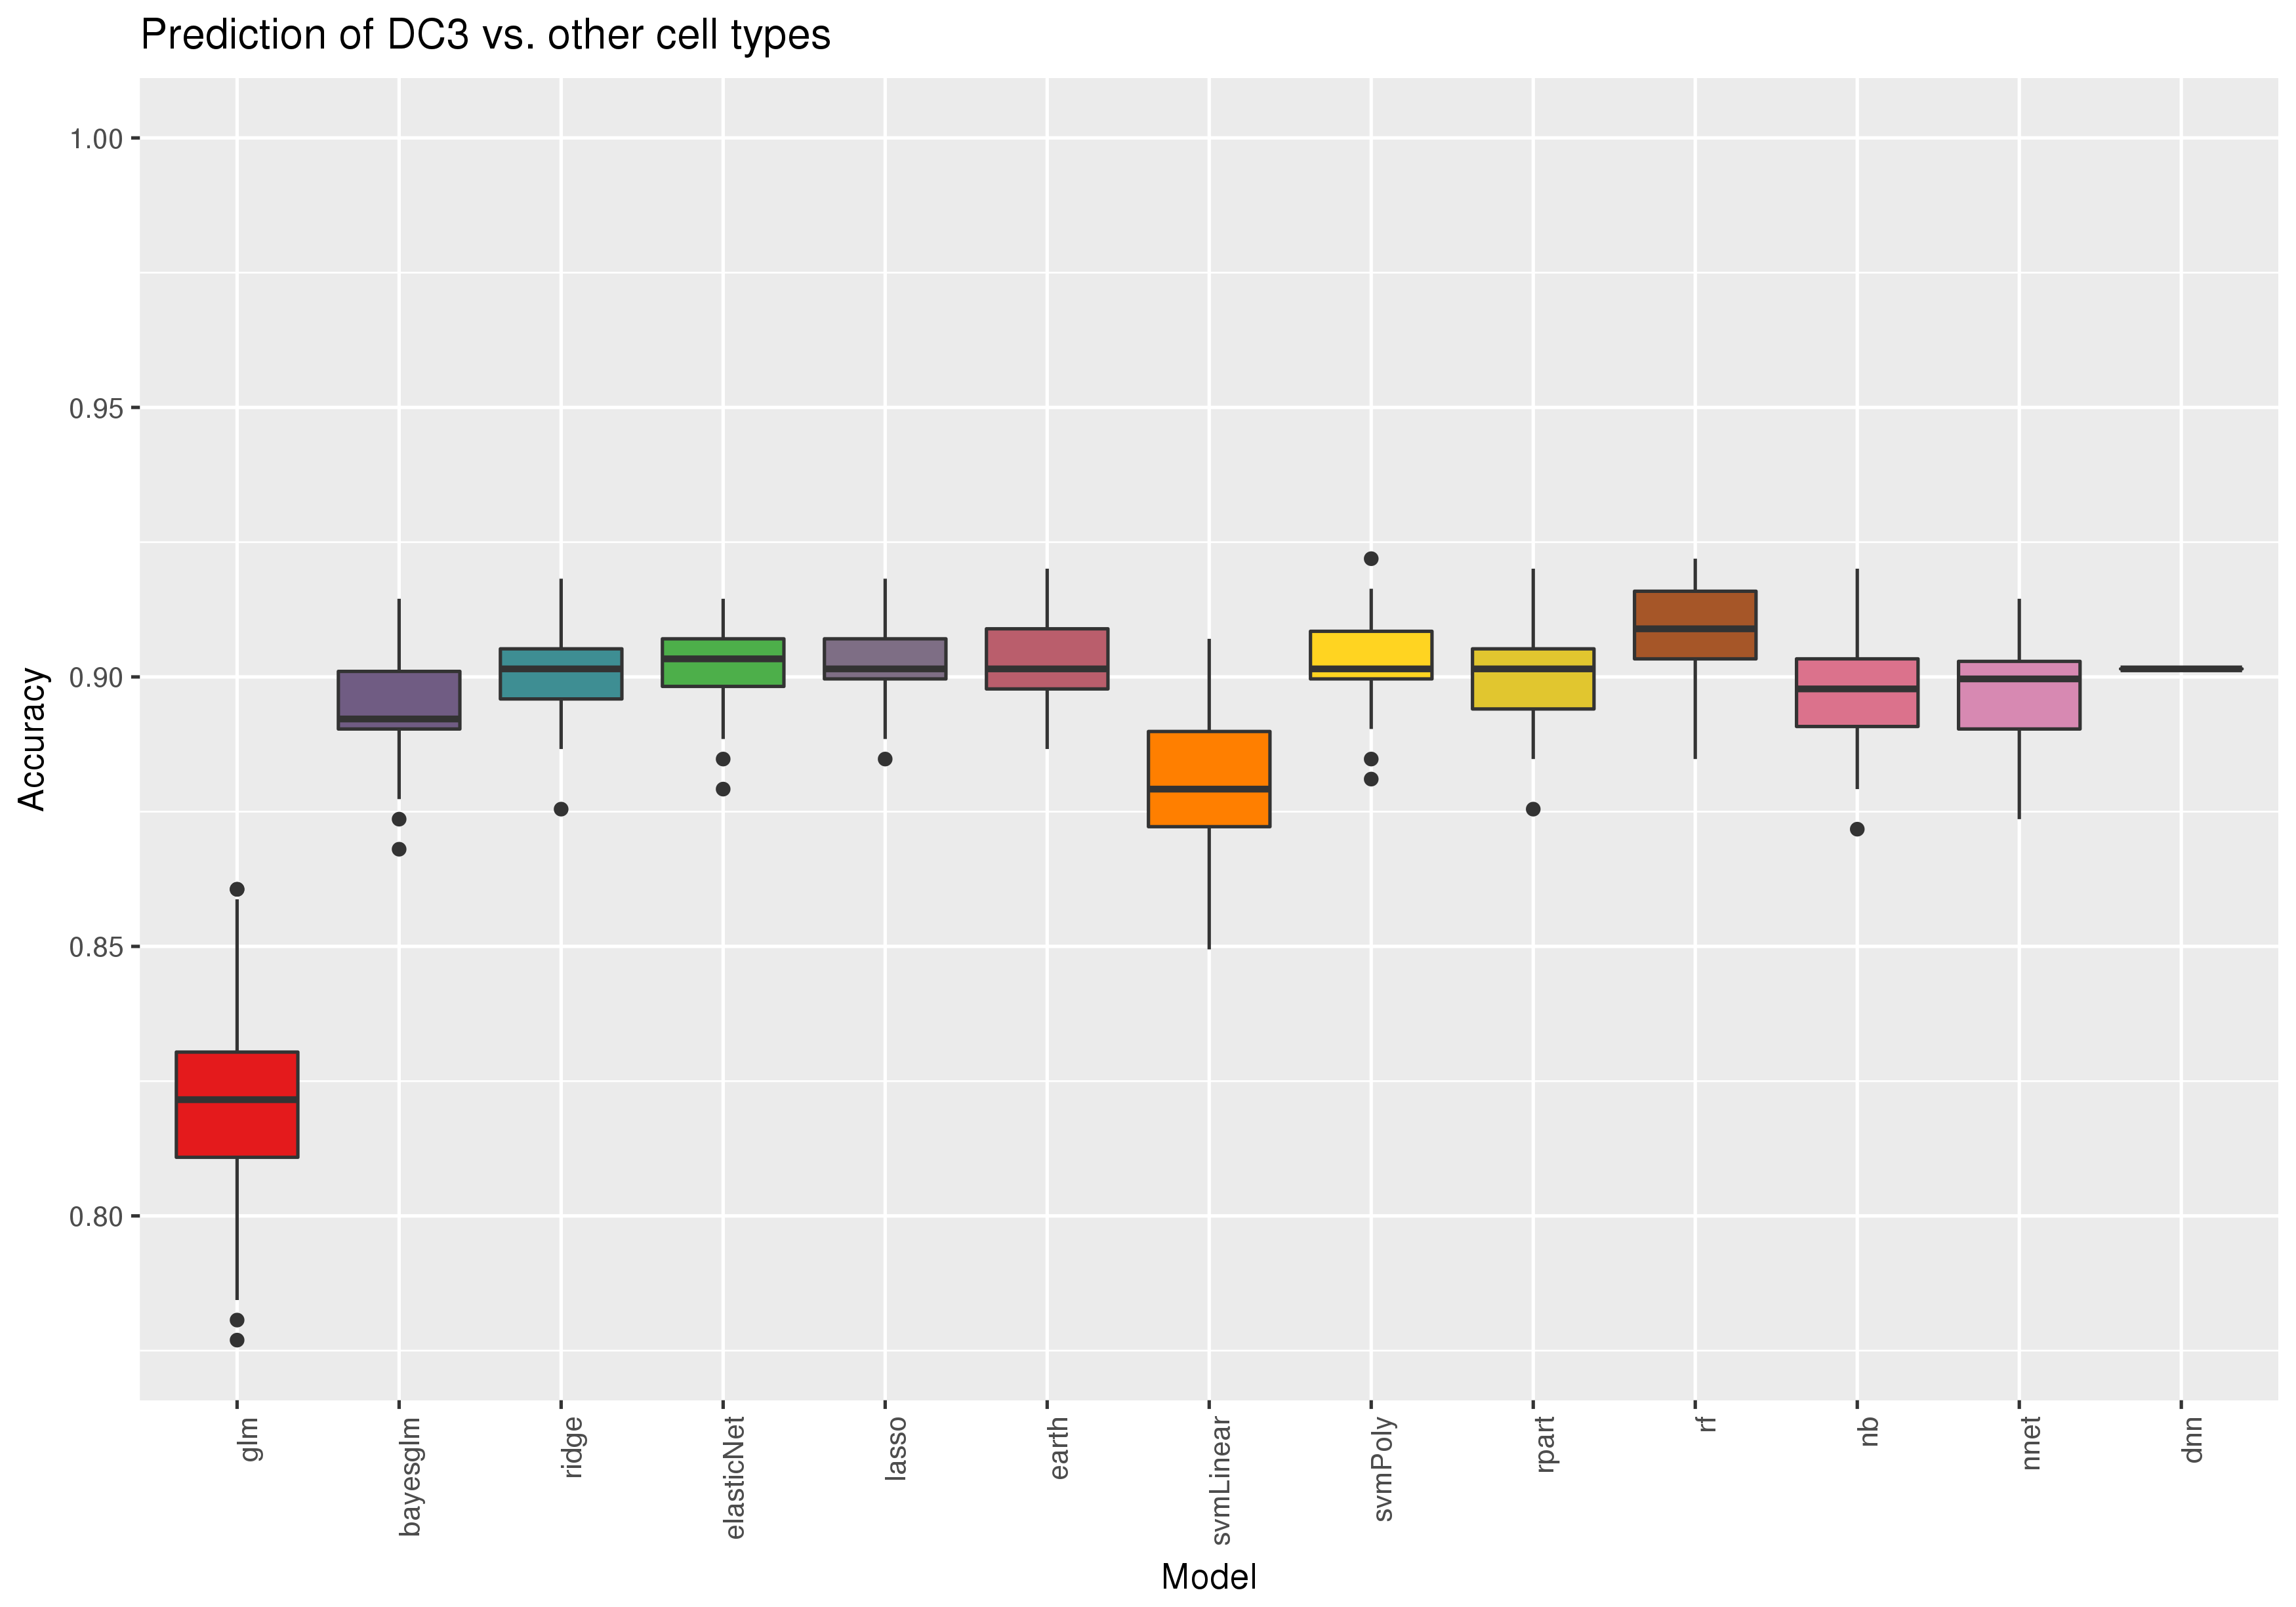 Prediction of DC3 vs. other cell types
Accuracy
1.00
0.95
0.90
0.85
0.80
glm
bayesglm
ridge
elasticNet
lasso
earth
svmLinear
svmPoly
rpart
rf
nb
nnet
dnn
Model